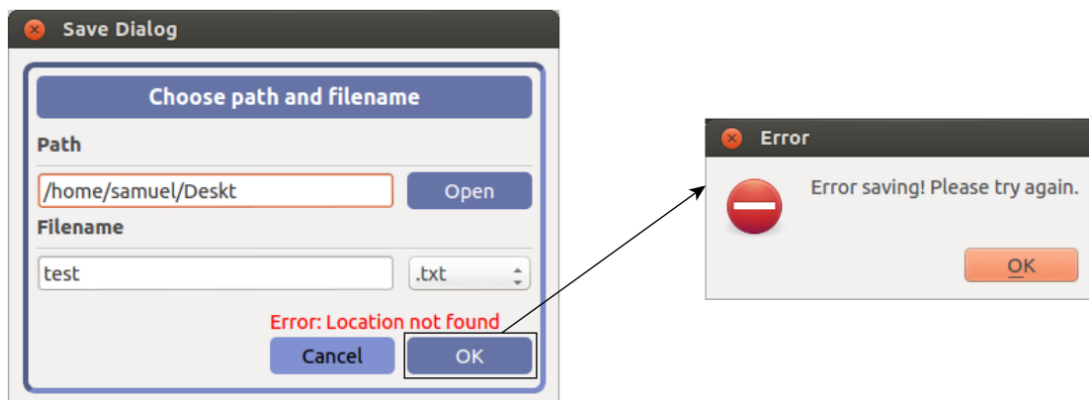 Save Dialog
Choose path and filename
Path
/home/samuel/Deskt
Open
Filename
test
.txt
Error: Location not found
Cancel
OK
Error
Error saving! Please try again.
OK